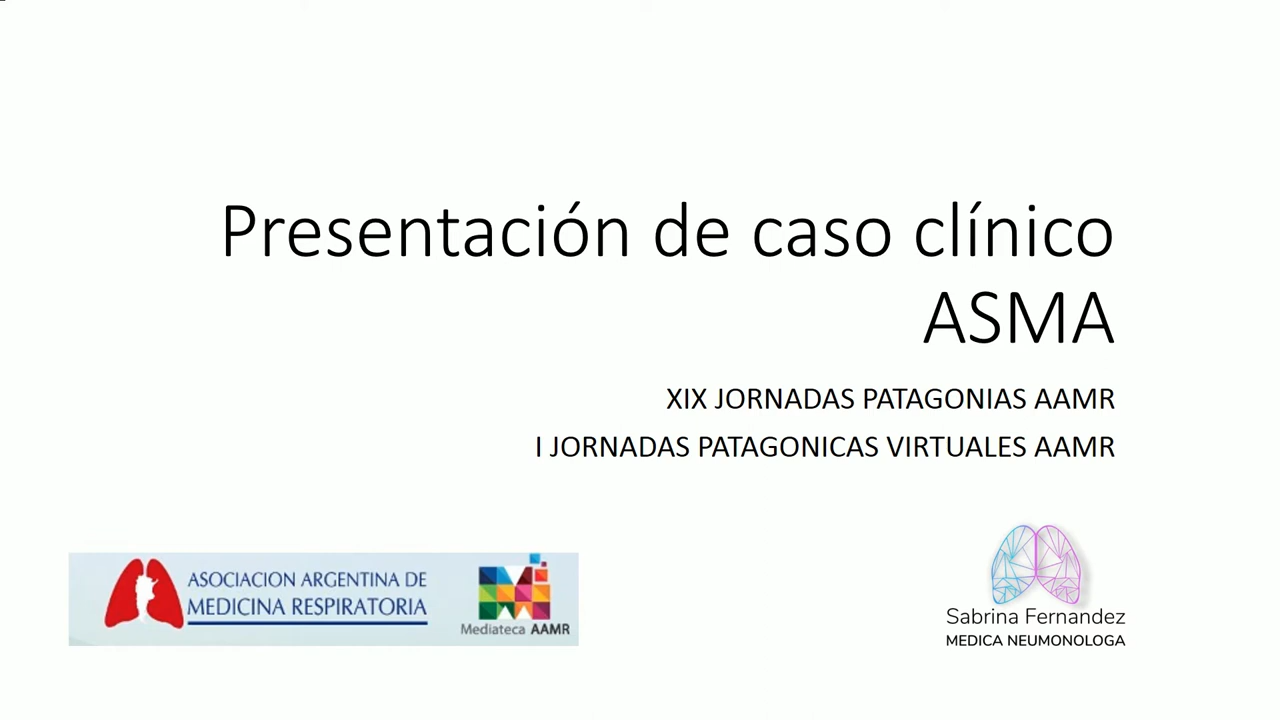 Presentación de caso clínico
ASMA
XIX JORNADAS PATAGONIAS AAMR
I JORNADAS PATAGONICAS VIRTUALES AAMR
ASOCIACION ARGENTINA DE
MEDICINA RESPIRATORIA
Mediateca AAMR
Sabrina Fernandez
MEDICA NEUMONOLOGA